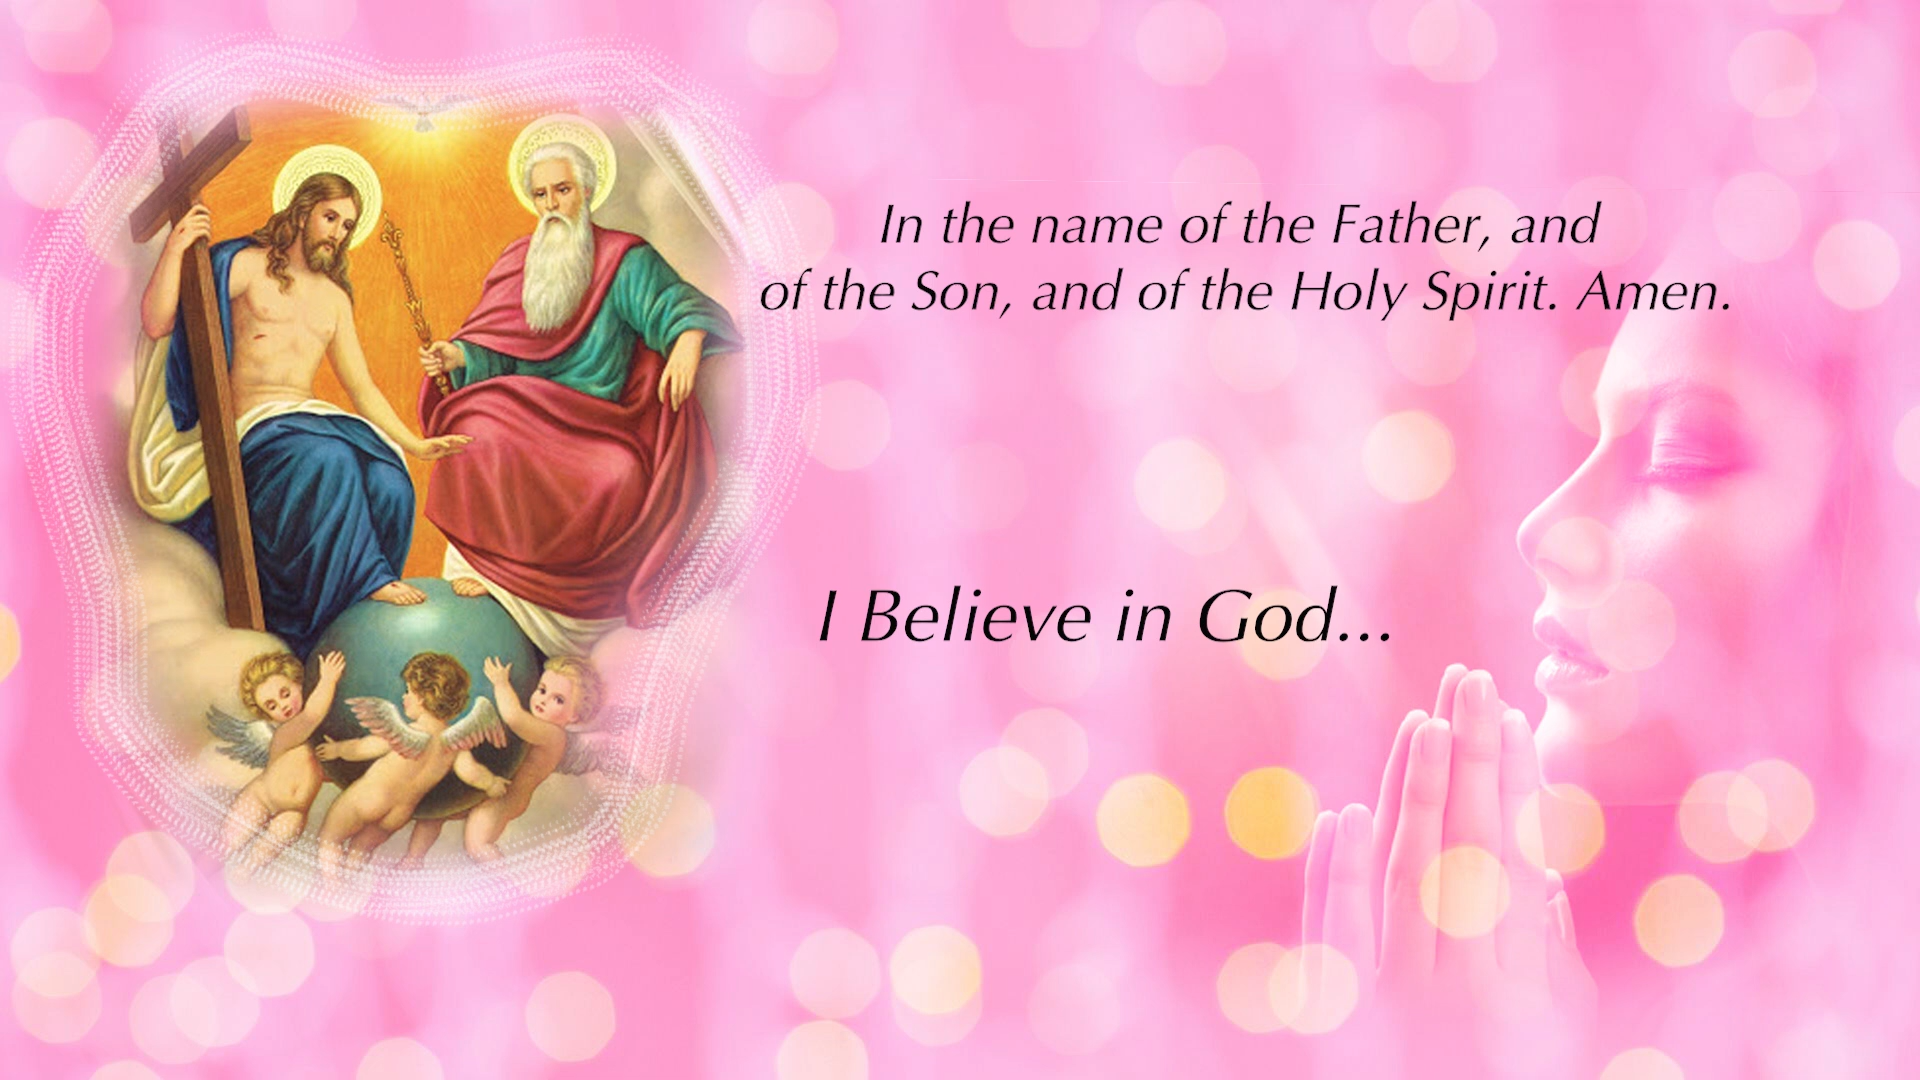 In the name of the Father, and
of the Son, and of the Holy Spirit. Amen.
I Believe in God...